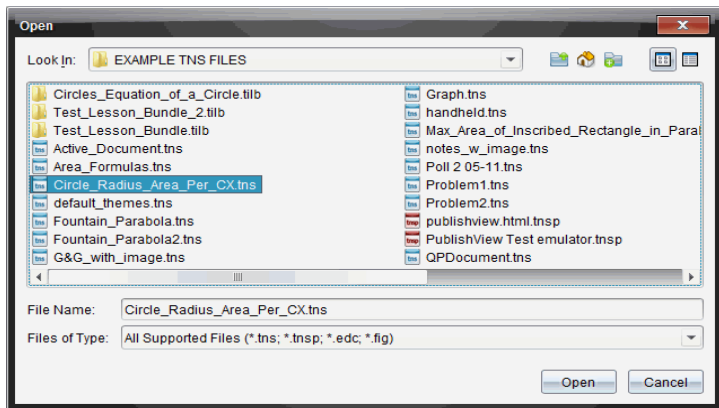 Open
Look In: EXAMPLE TNS FILES
Circles_Equation_of_a_Circle.tilb
Test_Lesson_Bundle_2.tilb
Test_Lesson_Bundle.tilb
Active_Document.tns
Area_Formulas.tns
Circle_Radius_Area_Per_CX.tns
default_themes.tns
Fountain_Parabola.tns
Fountain_Parabola2.tns
G&G_with_image.tns
Graph.tns
handheld.tns
Max_Area_of_Inscribed_Rectangle_in_Paral
notes_w_image.tns
Poll 2 05-11.tns
Problem1.tns
Problem2.tns
publishview.html.tnsp
PublishView Test emulator.tnsp
QPDocument.tns
File Name: Circle_Radius_Area_Per_CX.tns
Files of Type: All Supported Files (*.tns; *.tnsp; *.edc; *.fig)
Open Cancel